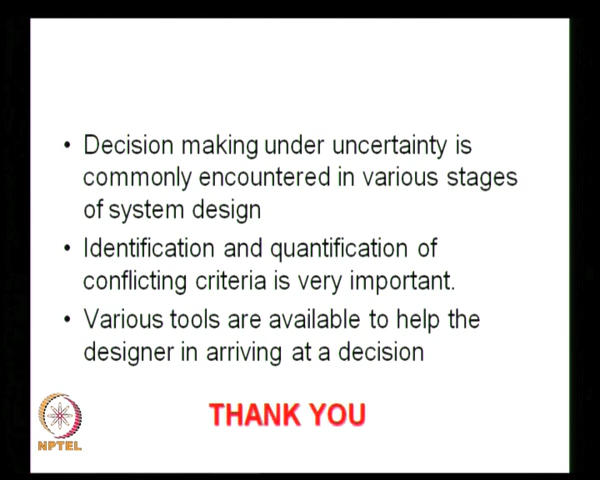 • Decision making under uncertainty is
commonly encountered in various stages
of system design
• Identification and quantification of
conflicting criteria is very important.
• Various tools are available to help the
designer in arriving at a decision
THANK YOU
NPTEL